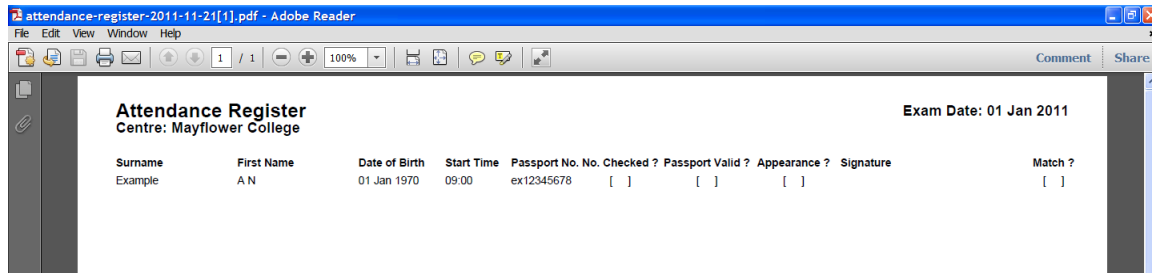 attendance-register-2011-11-21[1].pdf - Adobe Reader
File Edit View Window Help
1 / 1 100% Comment Share
Attendance Register Exam Date: 01 Jan 2011
Centre: Mayflower College
Surname First Name Date of Birth Start Time Passport No. No. Checked ? Passport Valid ? Appearance ? Signature Match ?
Example A N 01 Jan 1970 09:00 ex12345678 [ ] [ ] [ ] [ ]